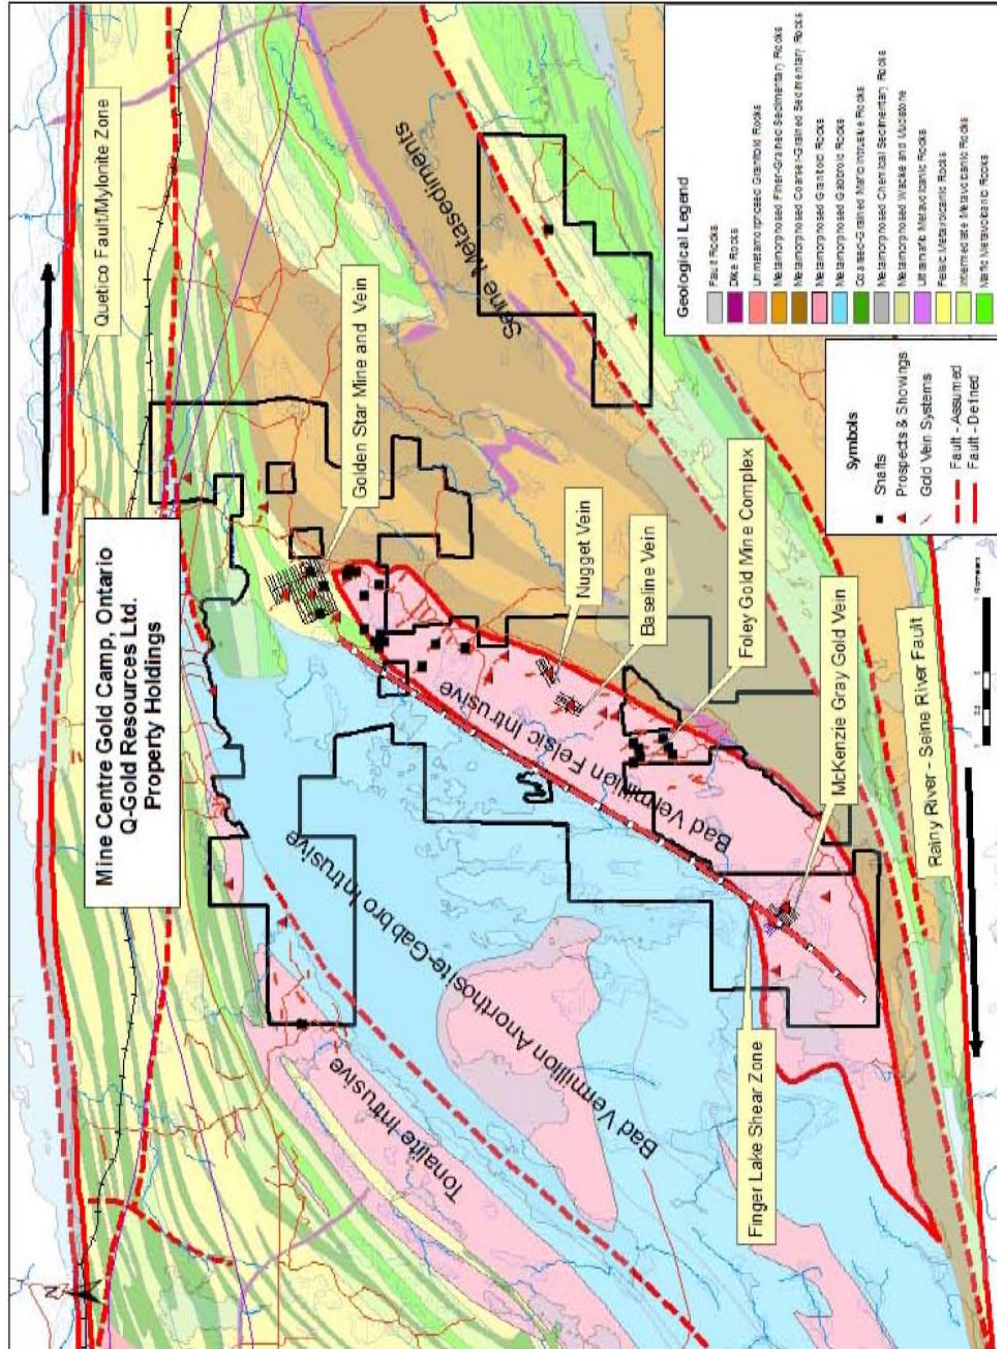 Mine Centre Gold Camp, Ontario
Q-Gold Resources Ltd.
Property Holdings
Quetico Fault/Mylonite Zone
Golden Star Mine and Vein
Seine Metasediments
Nugget Vein
Baseline Vein
Foley Gold Mine Complex
McKenzie Gray Gold Vein
Rainy River - Seine River Fault
Finger Lake Shear Zone
Bad Vermillion Felsic Intrusive
Bad Vermillion Anorthosite-Gabbro Intrusive
Tonalite Intrusive
N
Geological Legend
Fault Rocks
Dike Rocks
Unmetamorphosed Granitoid Rocks
Metamorphosed Finer-Grained Sedimentary Rocks
Metamorphosed Coarser-Grained Sedimentary Rocks
Metamorphosed Granitoid Rocks
Metamorphosed Gabbroid Rocks
Coarse-Grained Mafic Intrusive Rocks
Metamorphosed Chemical Sedimentary Rocks
Metamorphosed Wacke and Mudstone
Ultramafic Metavolcanic Rocks
Felsic Metavolcanic Rocks
Intermediate Metavolcanic Rocks
Mafic Metavolcanic Rocks
Symbols
Shafts
Prospects & Showings
Gold Vein Systems
Fault - Assumed
Fault - Defined